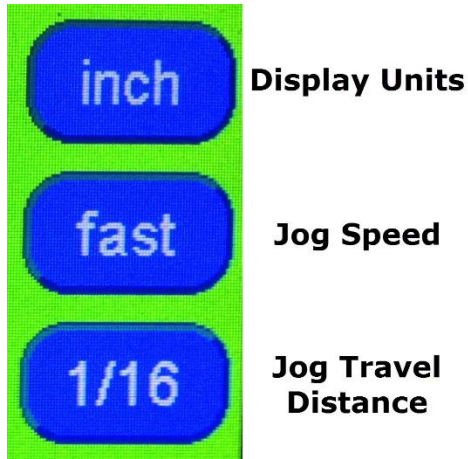 inch
Display Units
fast
Jog Speed
1/16
Jog Travel
Distance